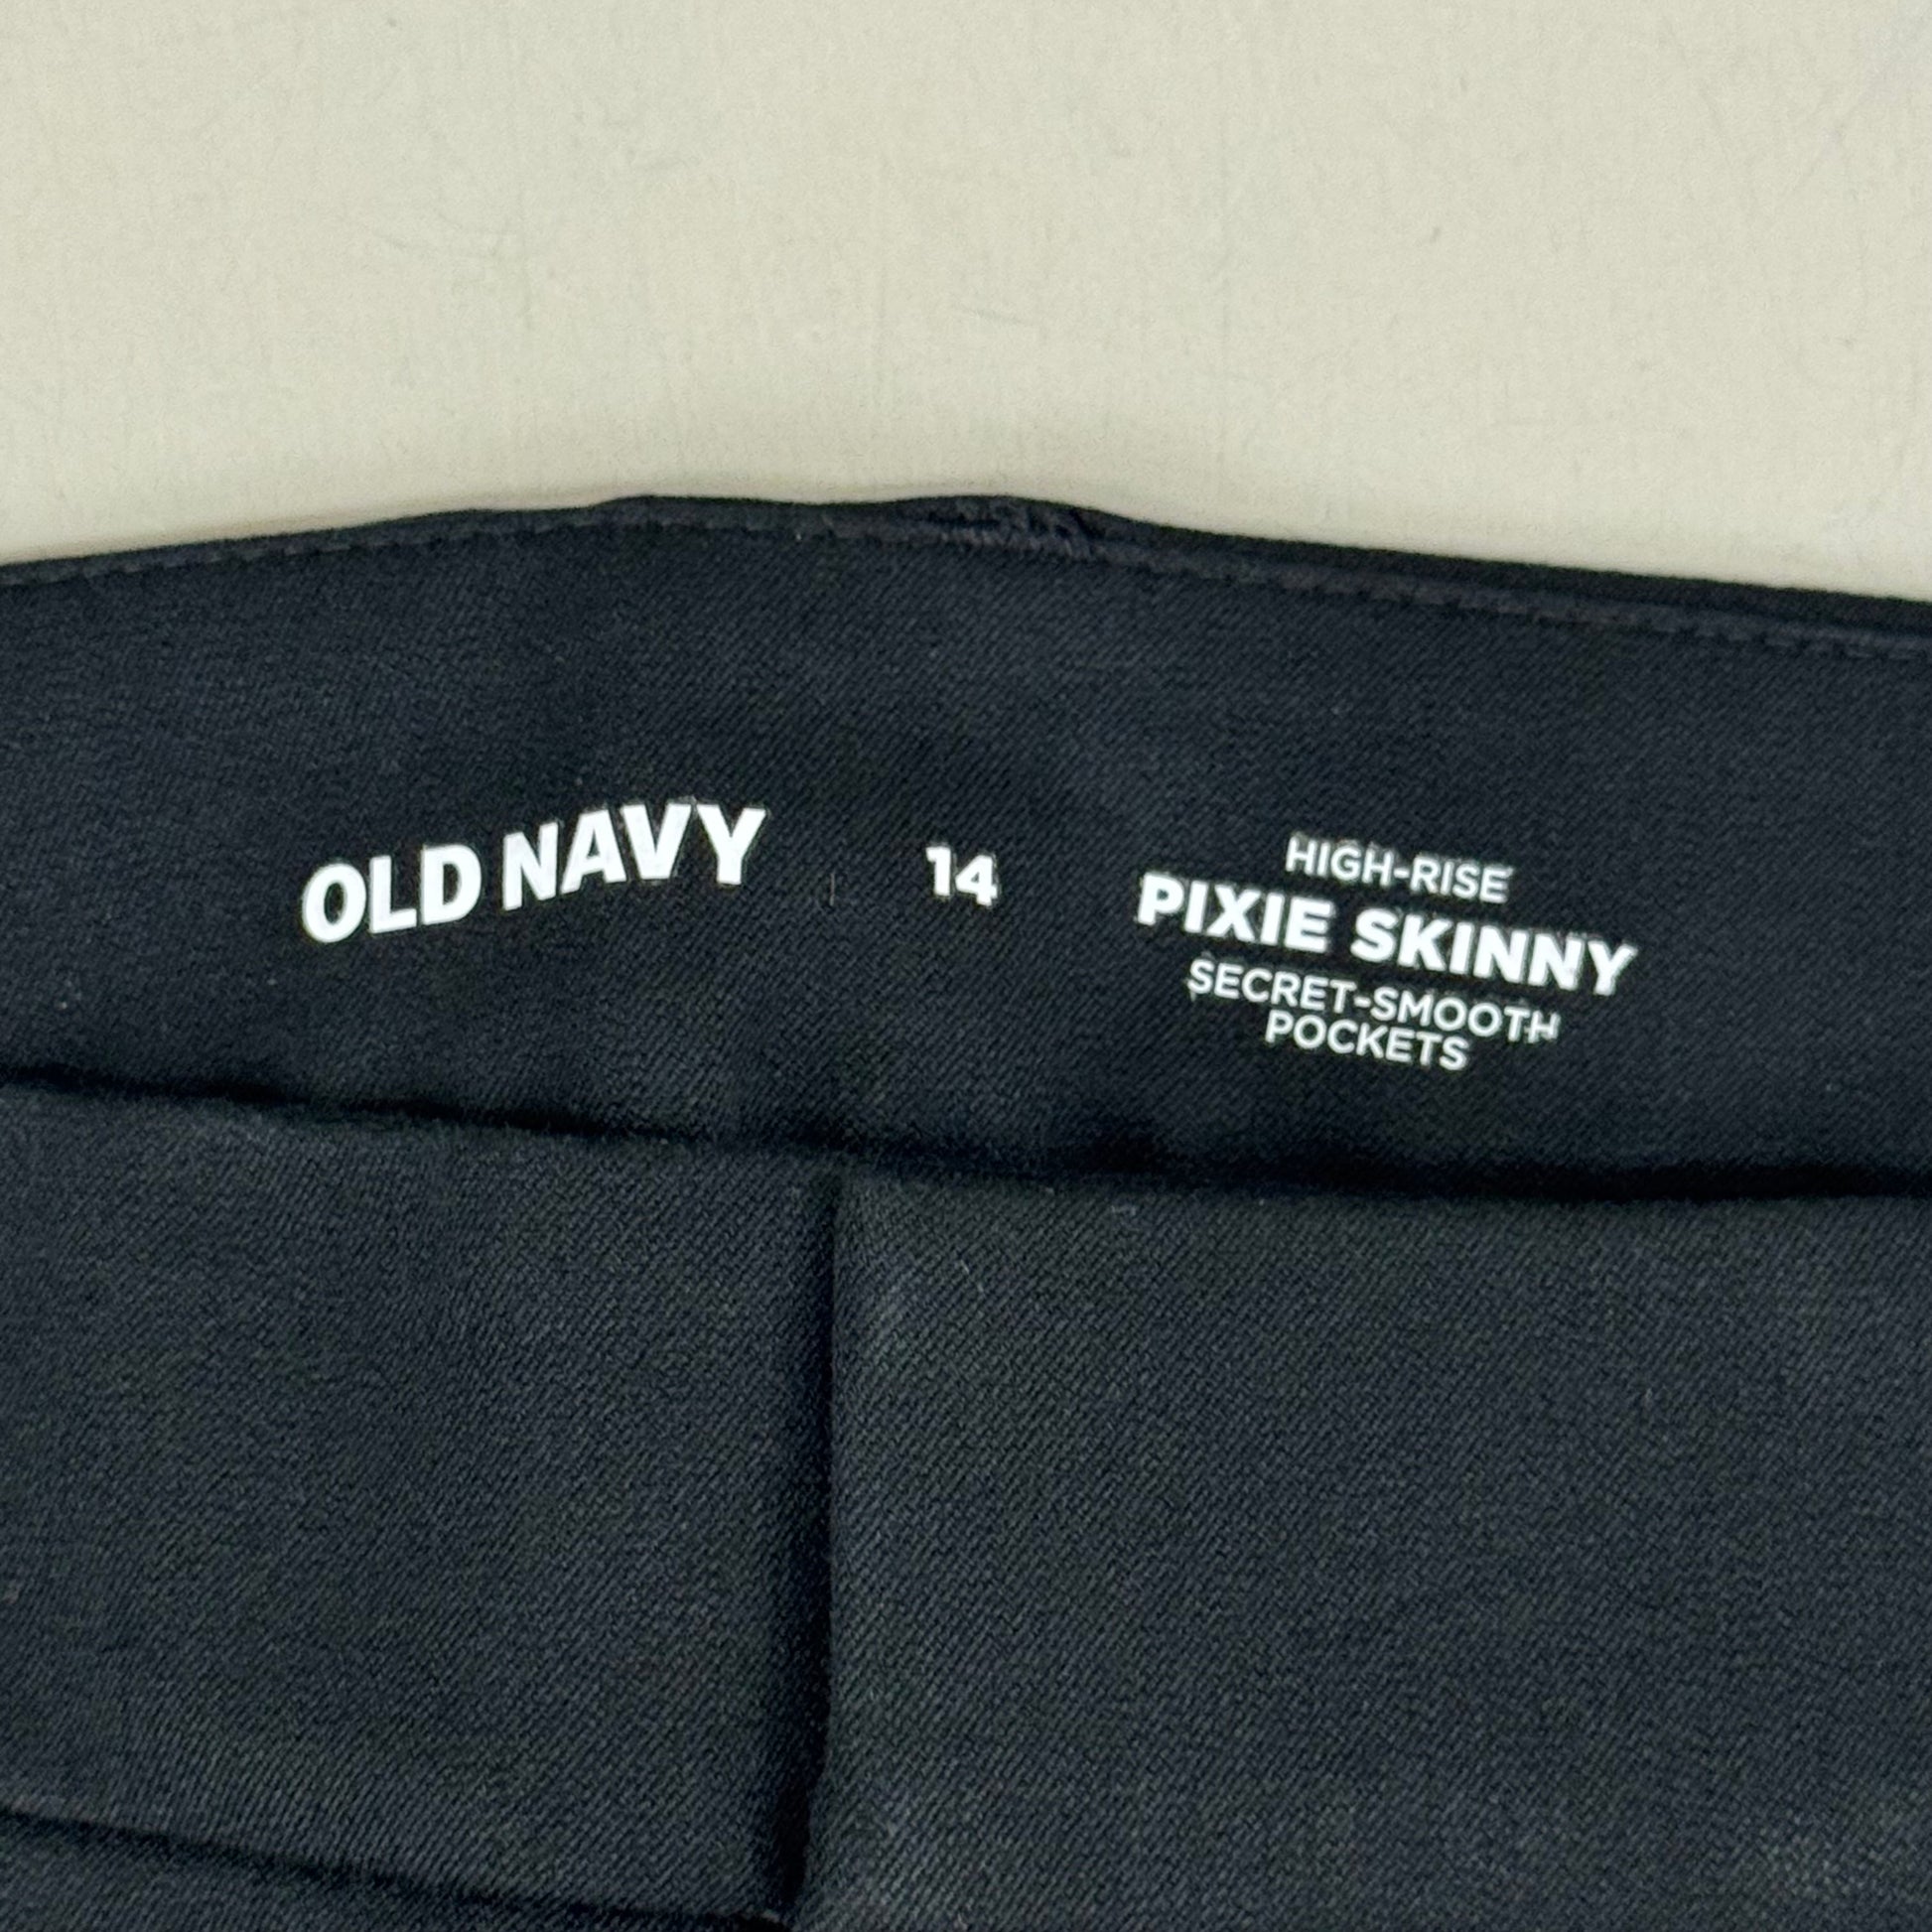 OLD NAVY
14
HIGH-RISE
PIXIE SKINNY
SECRET-SMOOTH
POCKETS